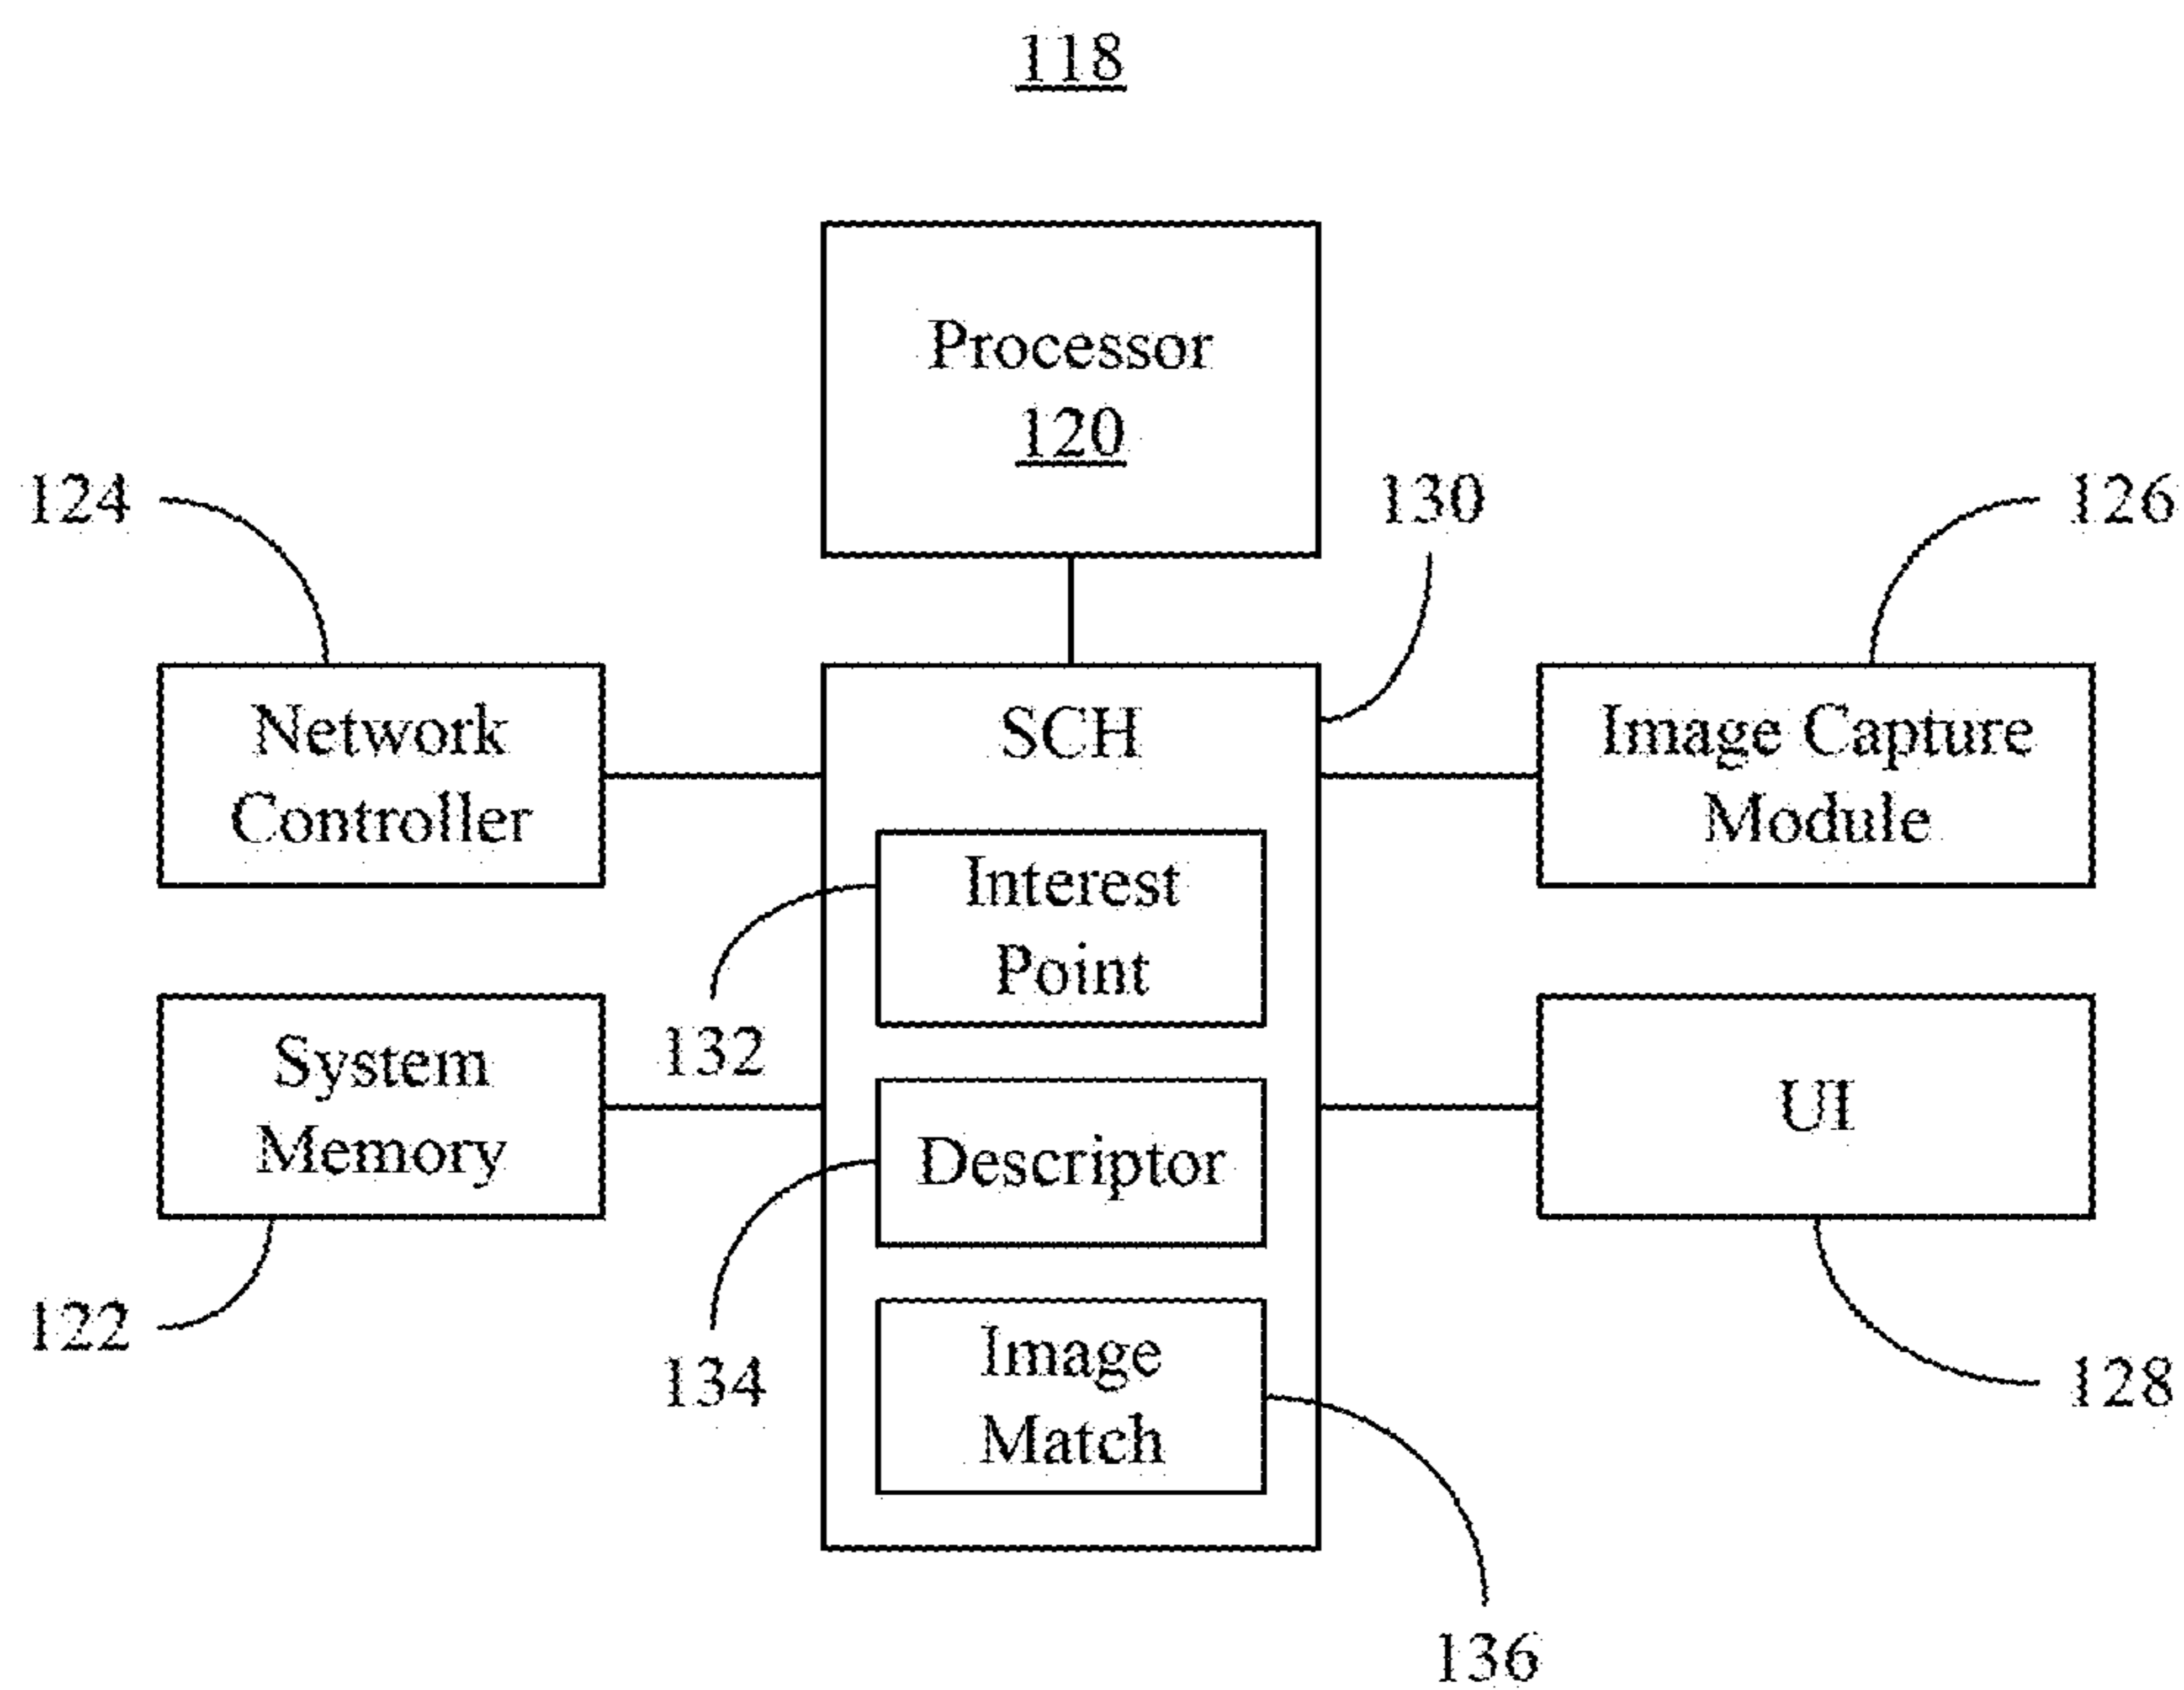 118
Processor
120
124
130
126
Network
Controller
SCH
Image Capture
Module
Interest
Point
132
System
Memory
UI
Descriptor
122
134
Image
Match
128
136